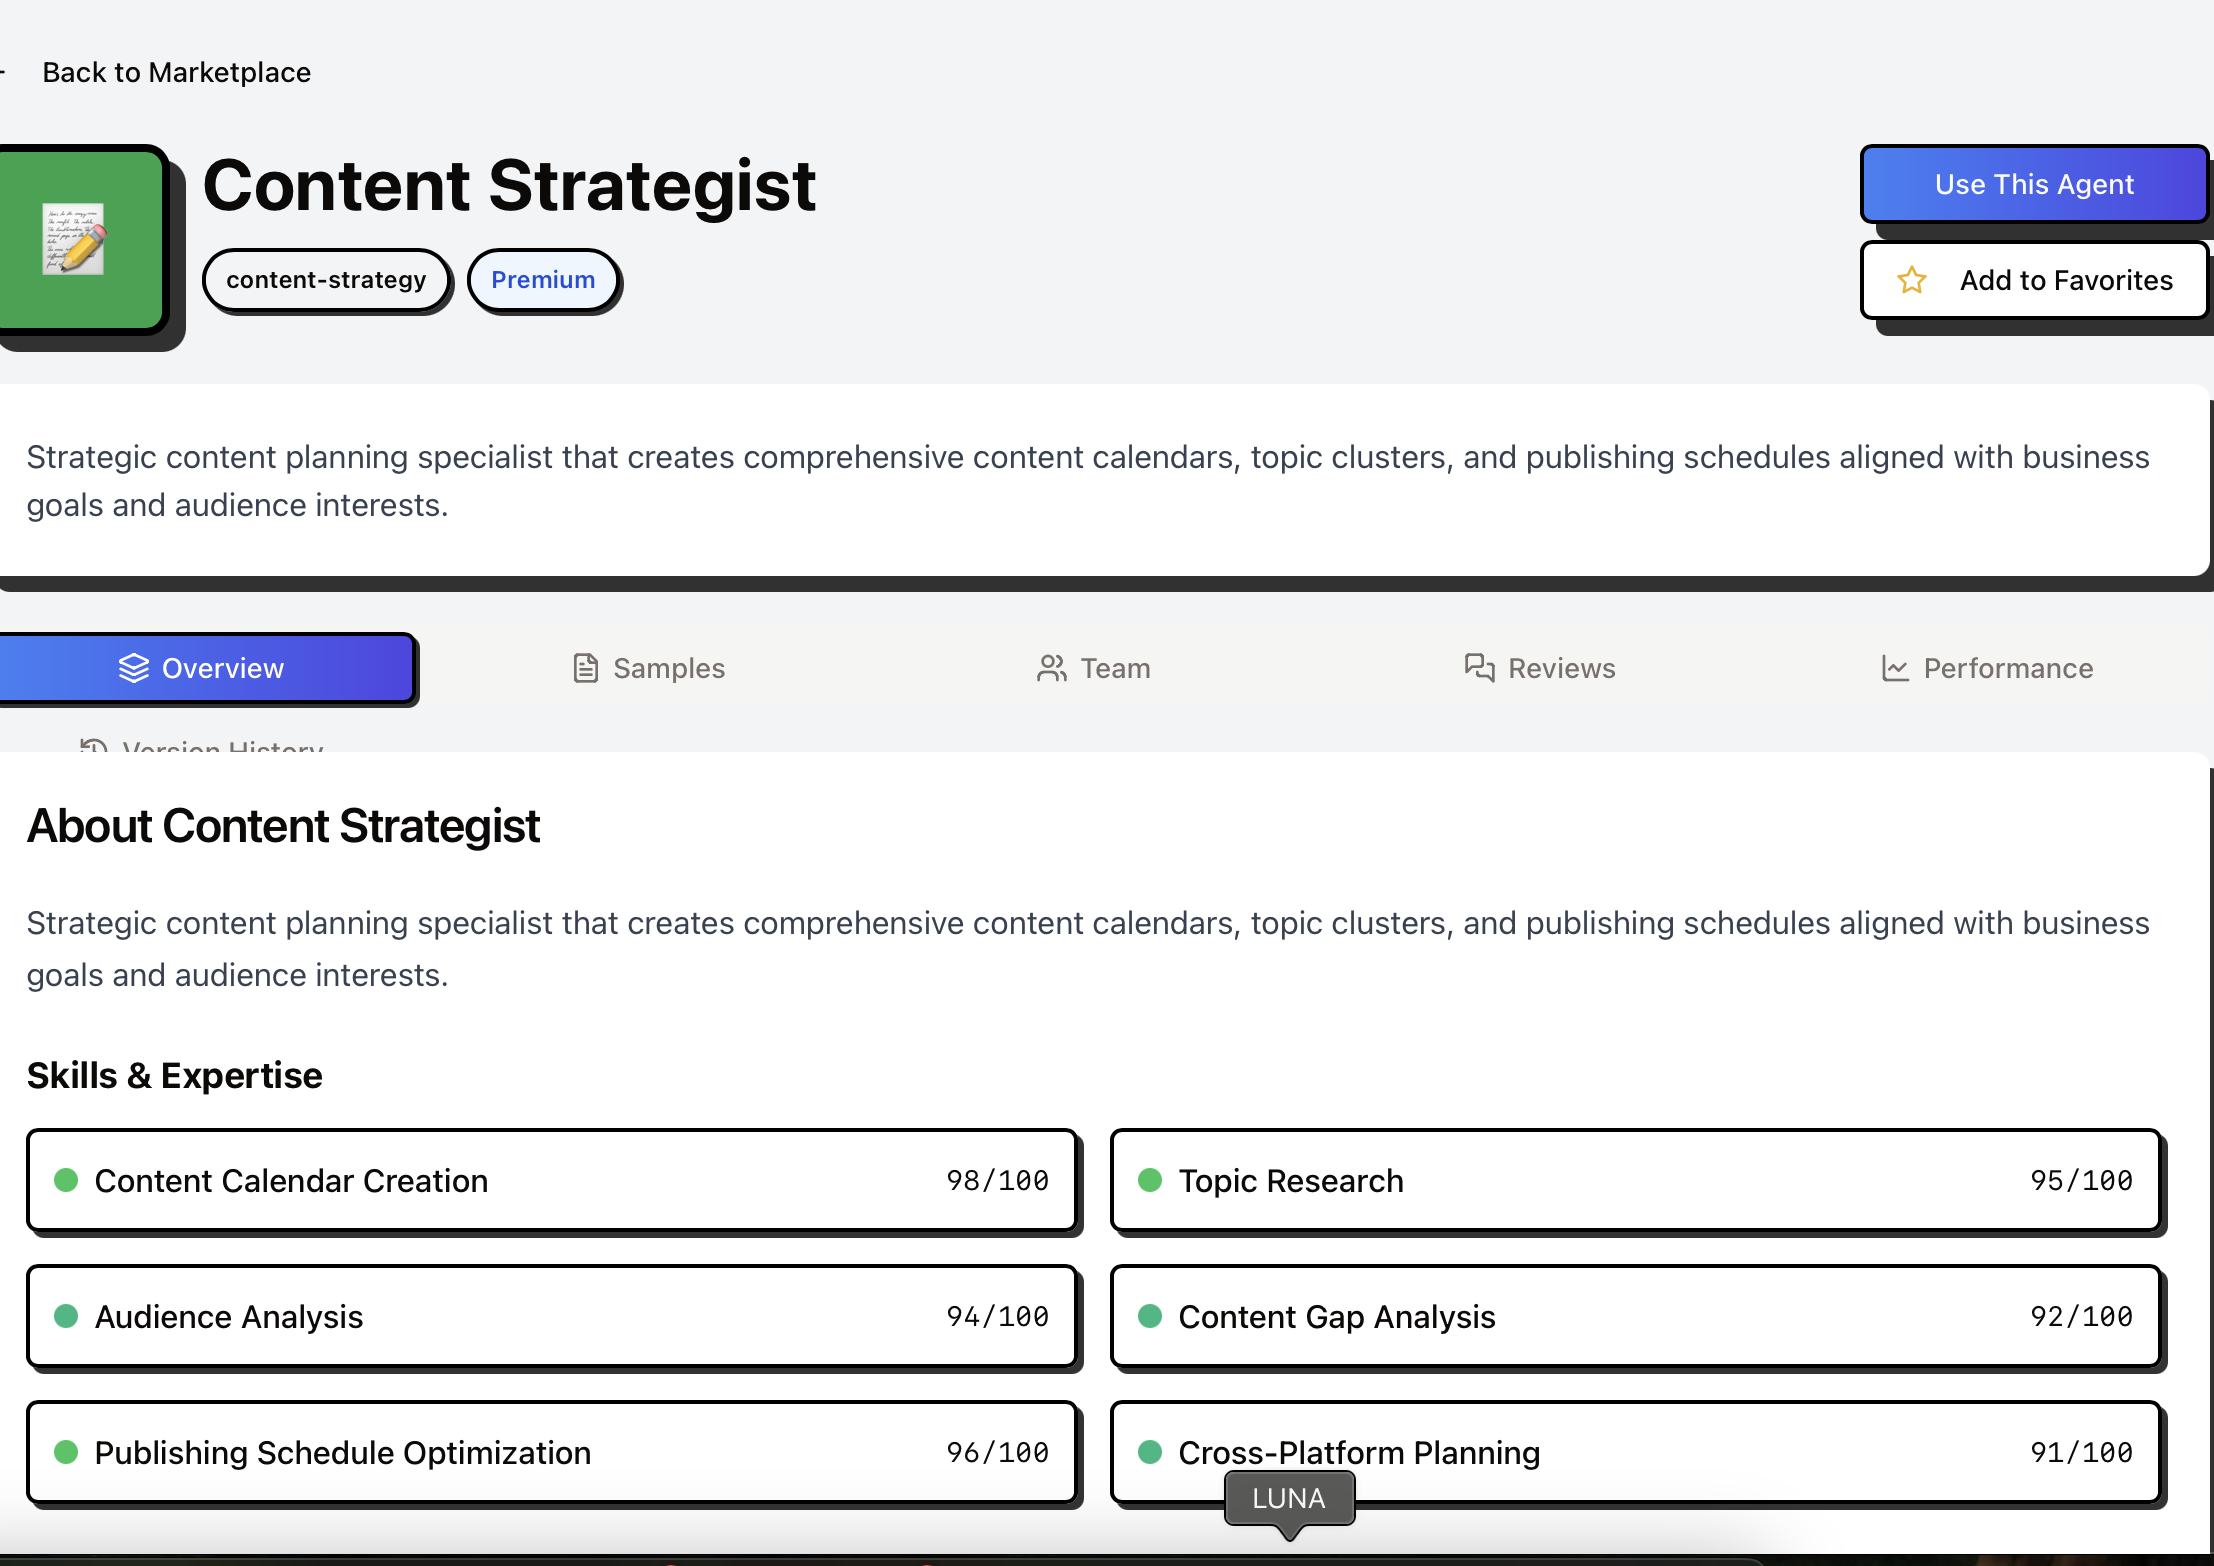 Back to Marketplace
Content Strategist
Use This Agent
content-strategy
Premium
Add to Favorites
Strategic content planning specialist that creates comprehensive content calendars, topic clusters, and publishing schedules aligned with business
goals and audience interests.
Overview
Samples
Team
Reviews
Performance
Version History
About Content Strategist
Strategic content planning specialist that creates comprehensive content calendars, topic clusters, and publishing schedules aligned with business
goals and audience interests.
Skills & Expertise
Content Calendar Creation 98/100
Topic Research 95/100
Audience Analysis 94/100
Content Gap Analysis 92/100
Publishing Schedule Optimization 96/100
Cross-Platform Planning 91/100
LUNA